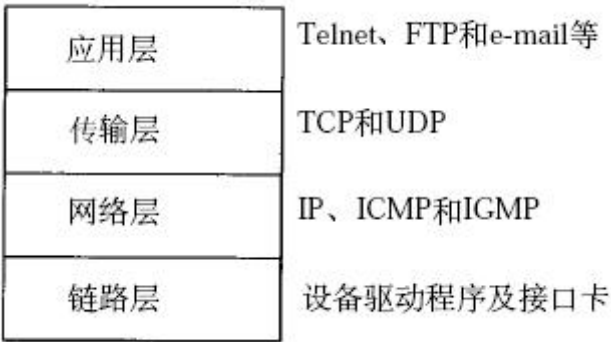 应用层 Telnet、FTP和e-mail等
传输层 TCP和UDP
网络层 IP、ICMP和IGMP
链路层 设备驱动程序及接口卡